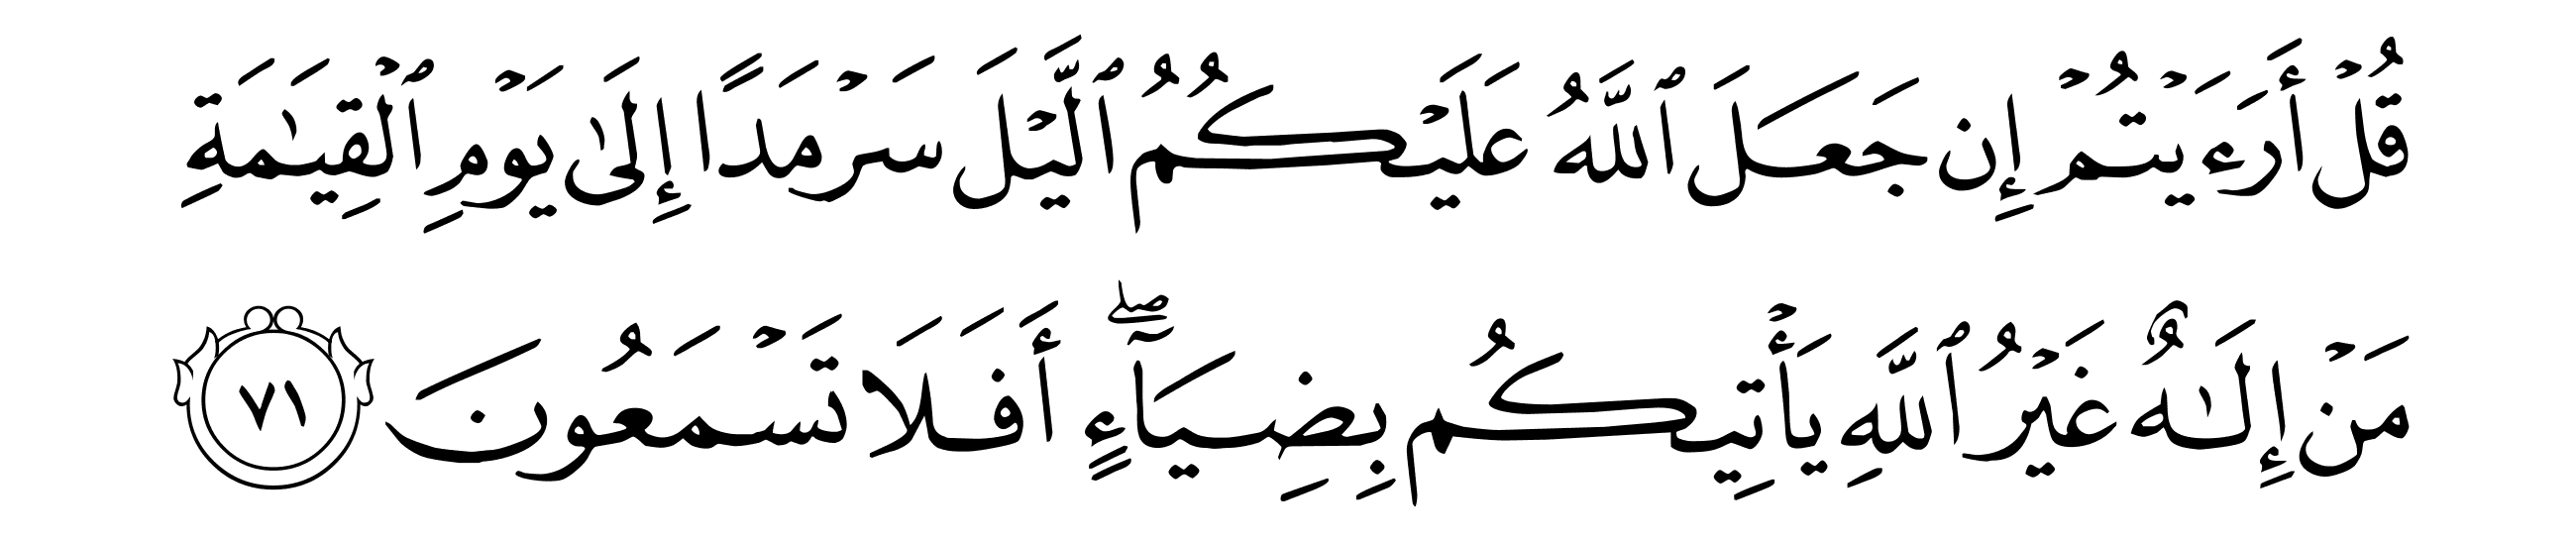 قُلۡ أَرَءَيۡتُمۡ إِن جَعَلَ ٱللَّهُ عَلَيۡكُمُ ٱلَّيۡلَ سَرۡمَدًا إِلَىٰ يَوۡمِ ٱلۡقِيَٰمَةِ
مَنۡ إِلَٰهٌ غَيۡرُ ٱللَّهِ يَأۡتِيكُم بِضِيَآءٍۖ أَفَلَا تَسۡمَعُونَ ٧١